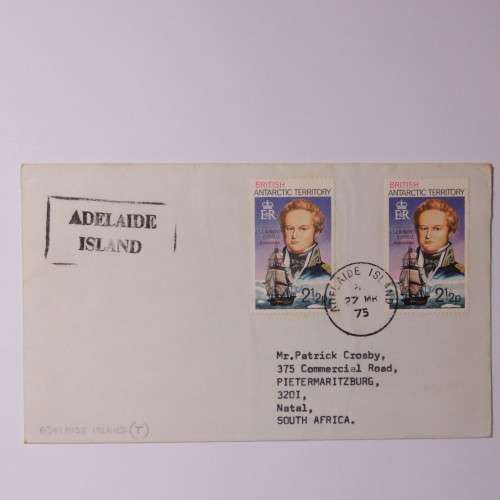 ADELAIDE
ISLAND
BRITISH
ANTARCTIC TERRITORY
E R
2½p
BRITISH
ANTARCTIC TERRITORY
E R
2½p
ADELAIDE ISLAND
27 MR
75
Mr.Patrick Crosby,
375 Commercial Road,
PIETERMARITZBURG,
3201,
Natal,
SOUTH AFRICA.
ADELAIDE ISLAND (T)